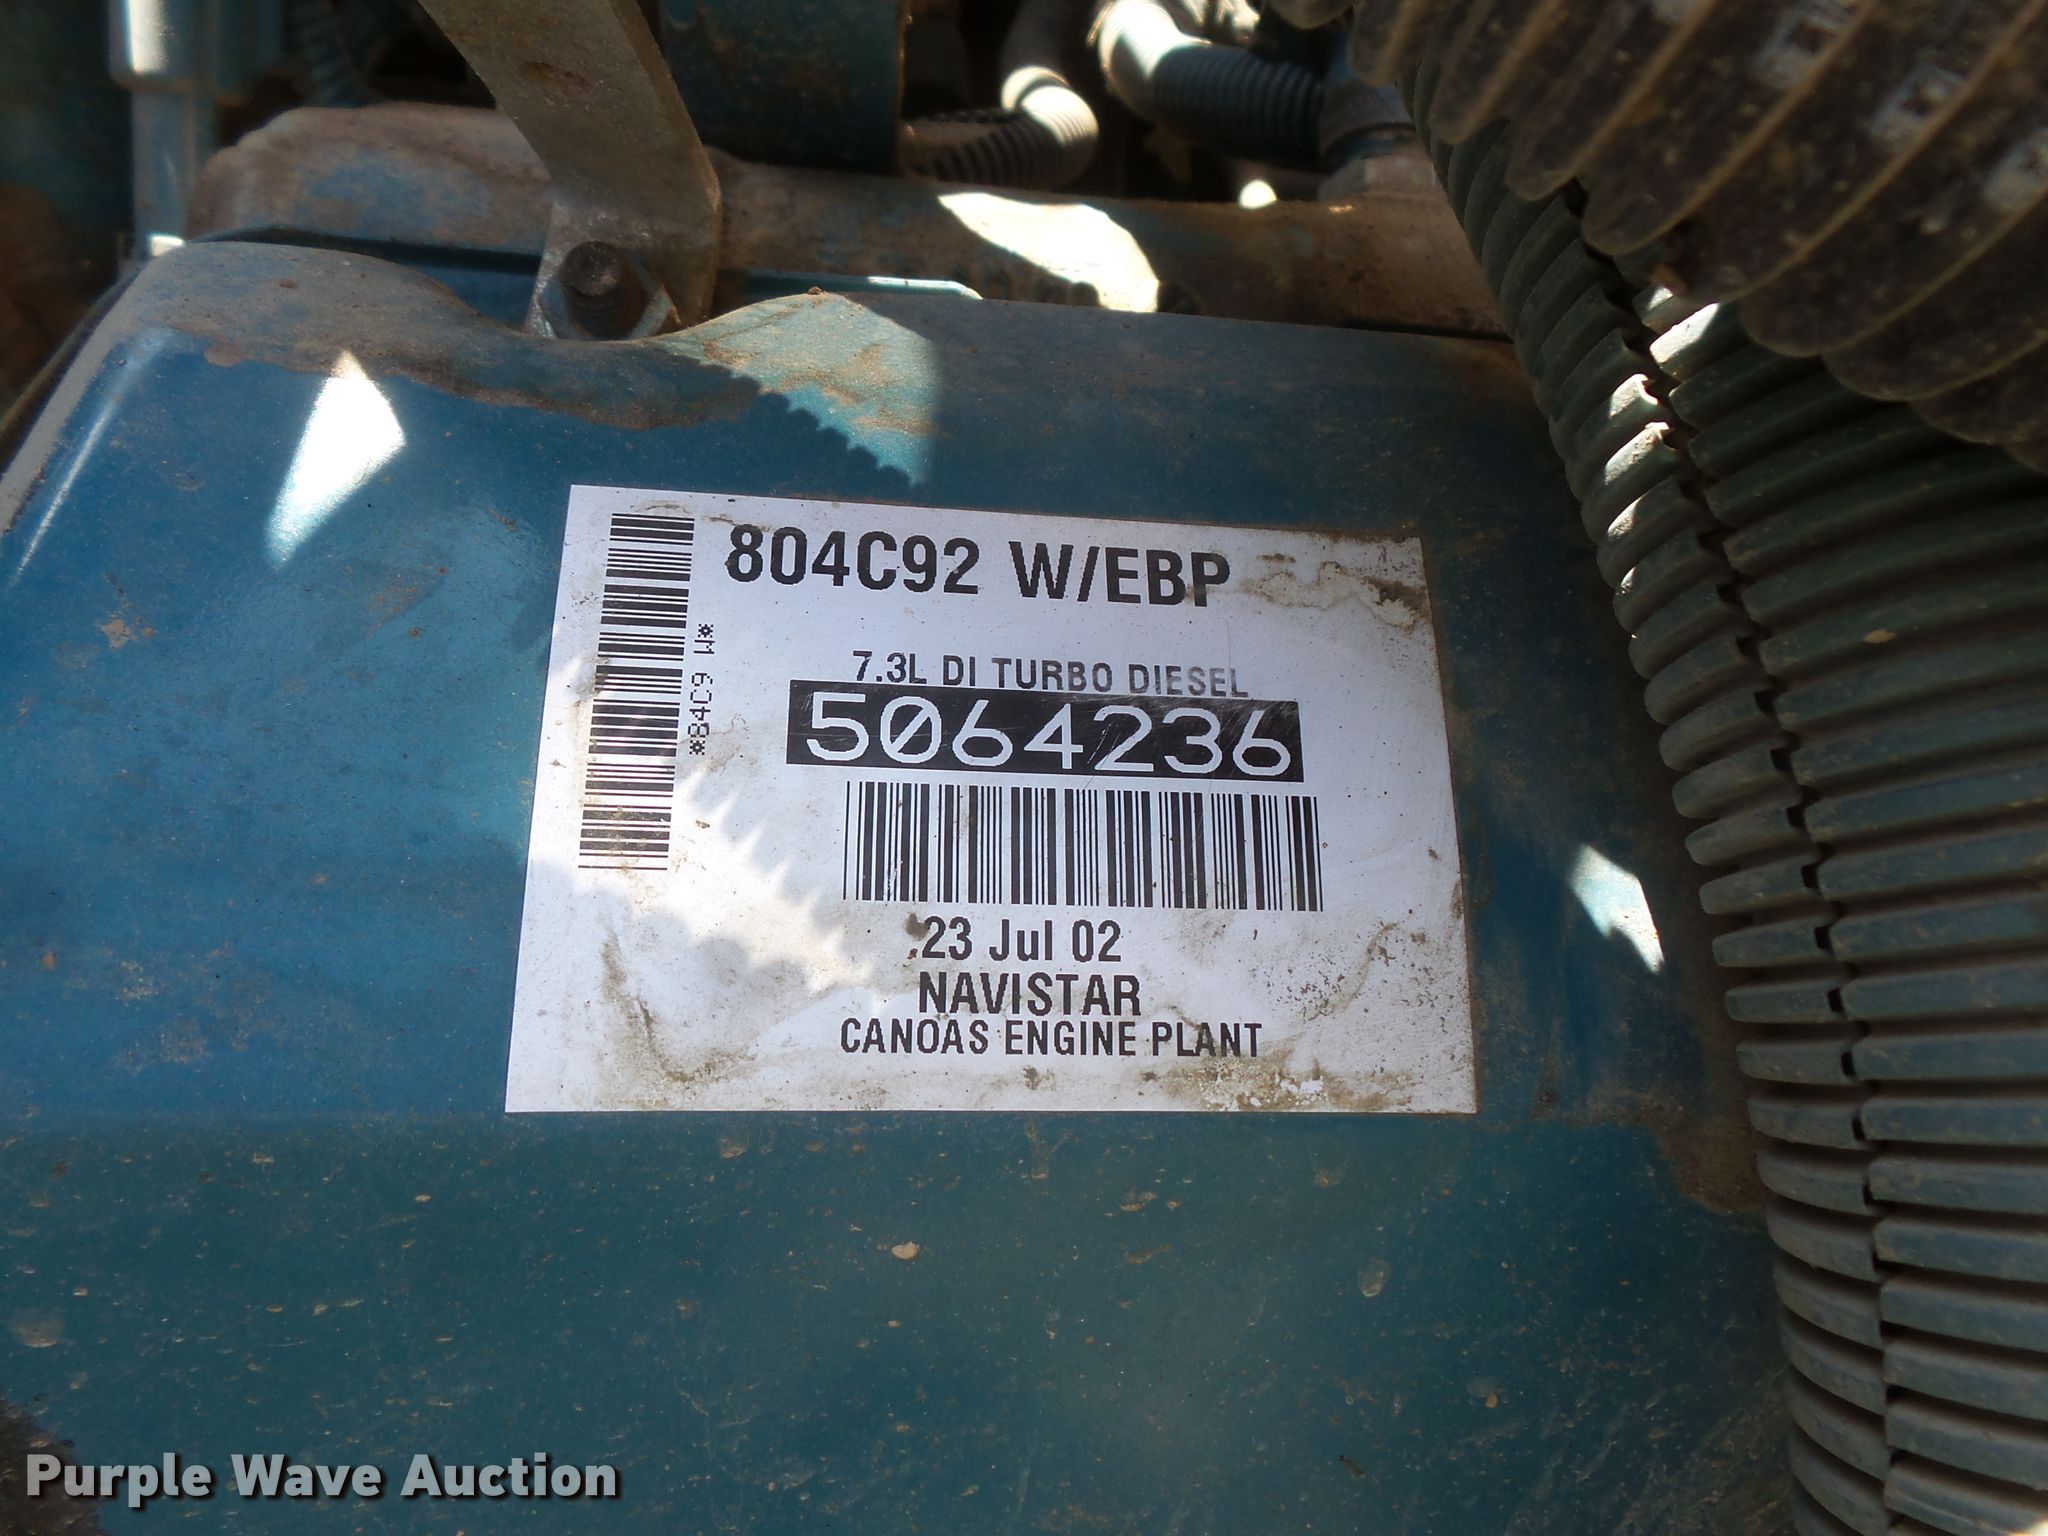 804C92 W/EBP
*84C9 W*
7.3L DI TURBO DIESEL
5064236
23 Jul 02
NAVISTAR
CANOAS ENGINE PLANT
Purple Wave Auction